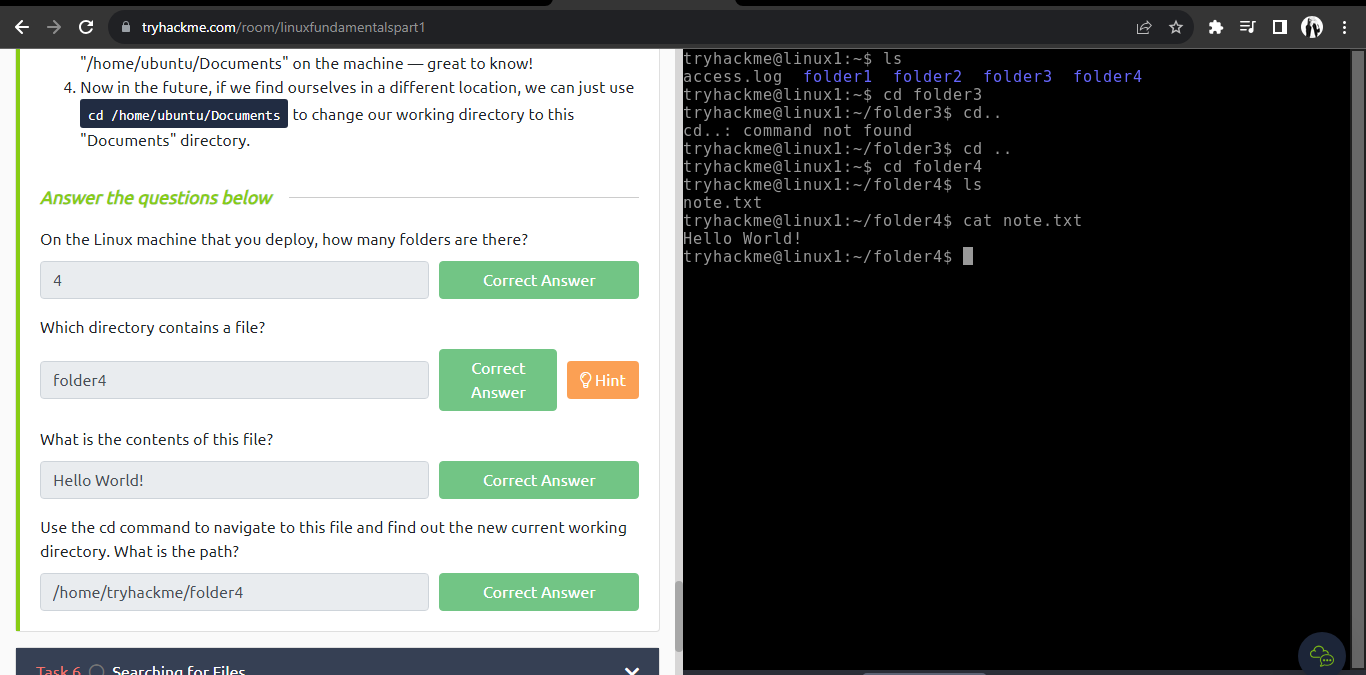 tryhackme.com/room/linuxfundamentalspart1
"/home/ubuntu/Documents" on the machine — great to know!
4. Now in the future, if we find ourselves in a different location, we can just use
cd /home/ubuntu/Documents to change our working directory to this
"Documents" directory.
Answer the questions below
On the Linux machine that you deploy, how many folders are there?
4
Correct Answer
Which directory contains a file?
folder4
Correct
Answer
Hint
What is the contents of this file?
Hello World!
Correct Answer
Use the cd command to navigate to this file and find out the new current working
directory. What is the path?
/home/tryhackme/folder4
Correct Answer
Task 6 Searching for Files
tryhackme@linux1:~$ ls
access.log folder1 folder2 folder3 folder4
tryhackme@linux1:~$ cd folder3
tryhackme@linux1:~/folder3$ cd..
cd..: command not found
tryhackme@linux1:~/folder3$ cd ..
tryhackme@linux1:~$ cd folder4
tryhackme@linux1:~/folder4$ ls
note.txt
tryhackme@linux1:~/folder4$ cat note.txt
Hello World!
tryhackme@linux1:~/folder4$